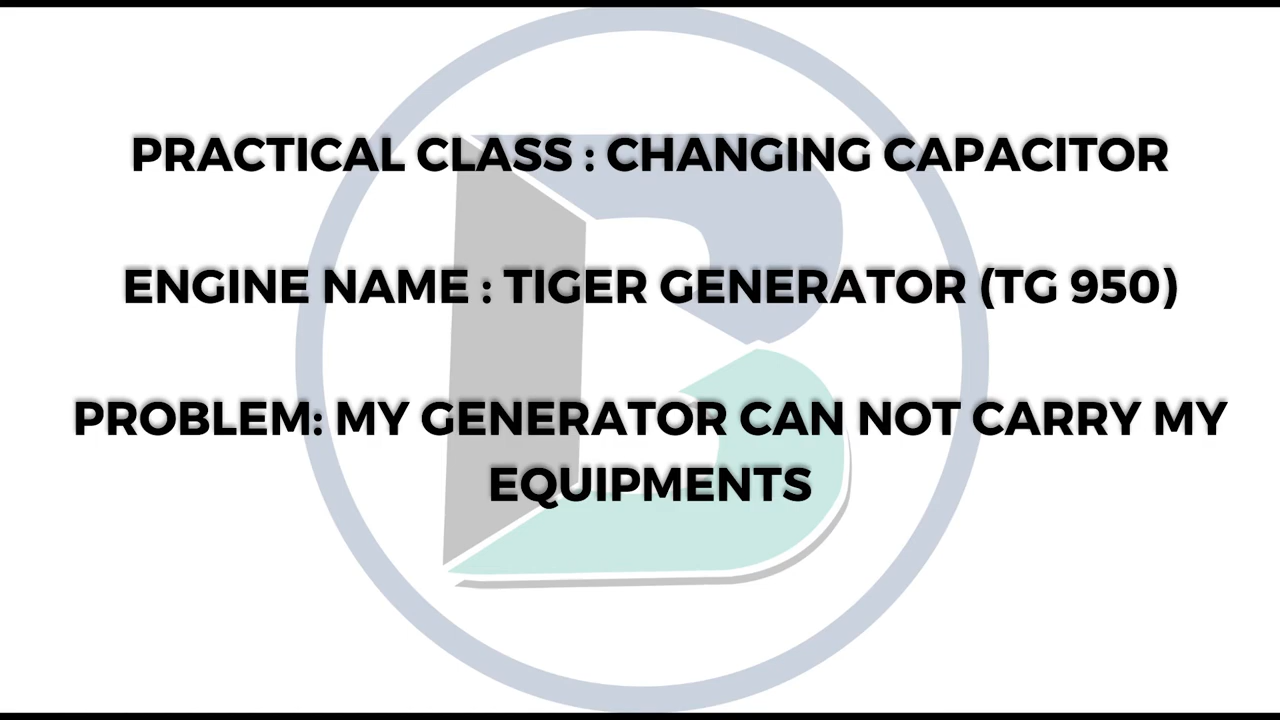 PRACTICAL CLASS : CHANGING CAPACITOR
ENGINE NAME : TIGER GENERATOR (TG 950)
PROBLEM: MY GENERATOR CAN NOT CARRY MY
EQUIPMENTS